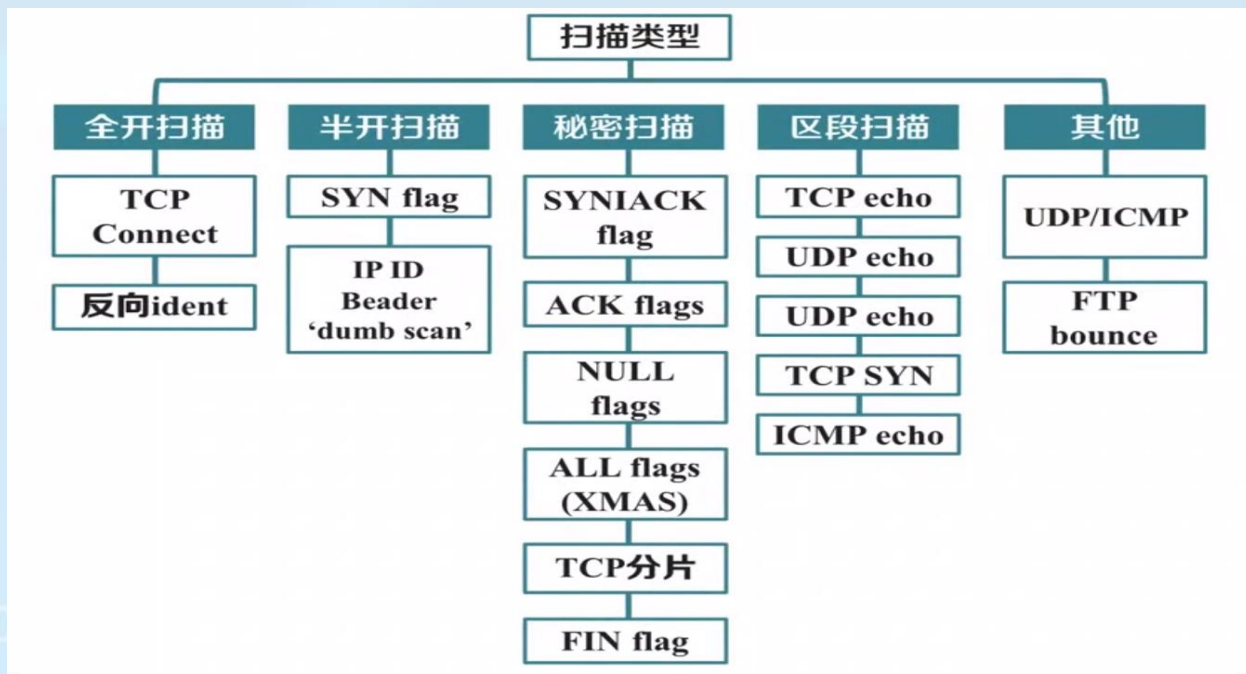 扫描类型
全开扫描
TCP
Connect
反向ident
半开扫描
SYN flag
IP ID
Beader
‘dumb scan’
秘密扫描
SYNIACK
flag
ACK flags
NULL
flags
ALL flags
(XMAS)
TCP分片
FIN flag
区段扫描
TCP echo
UDP echo
UDP echo
TCP SYN
ICMP echo
其他
UDP/ICMP
FTP
bounce